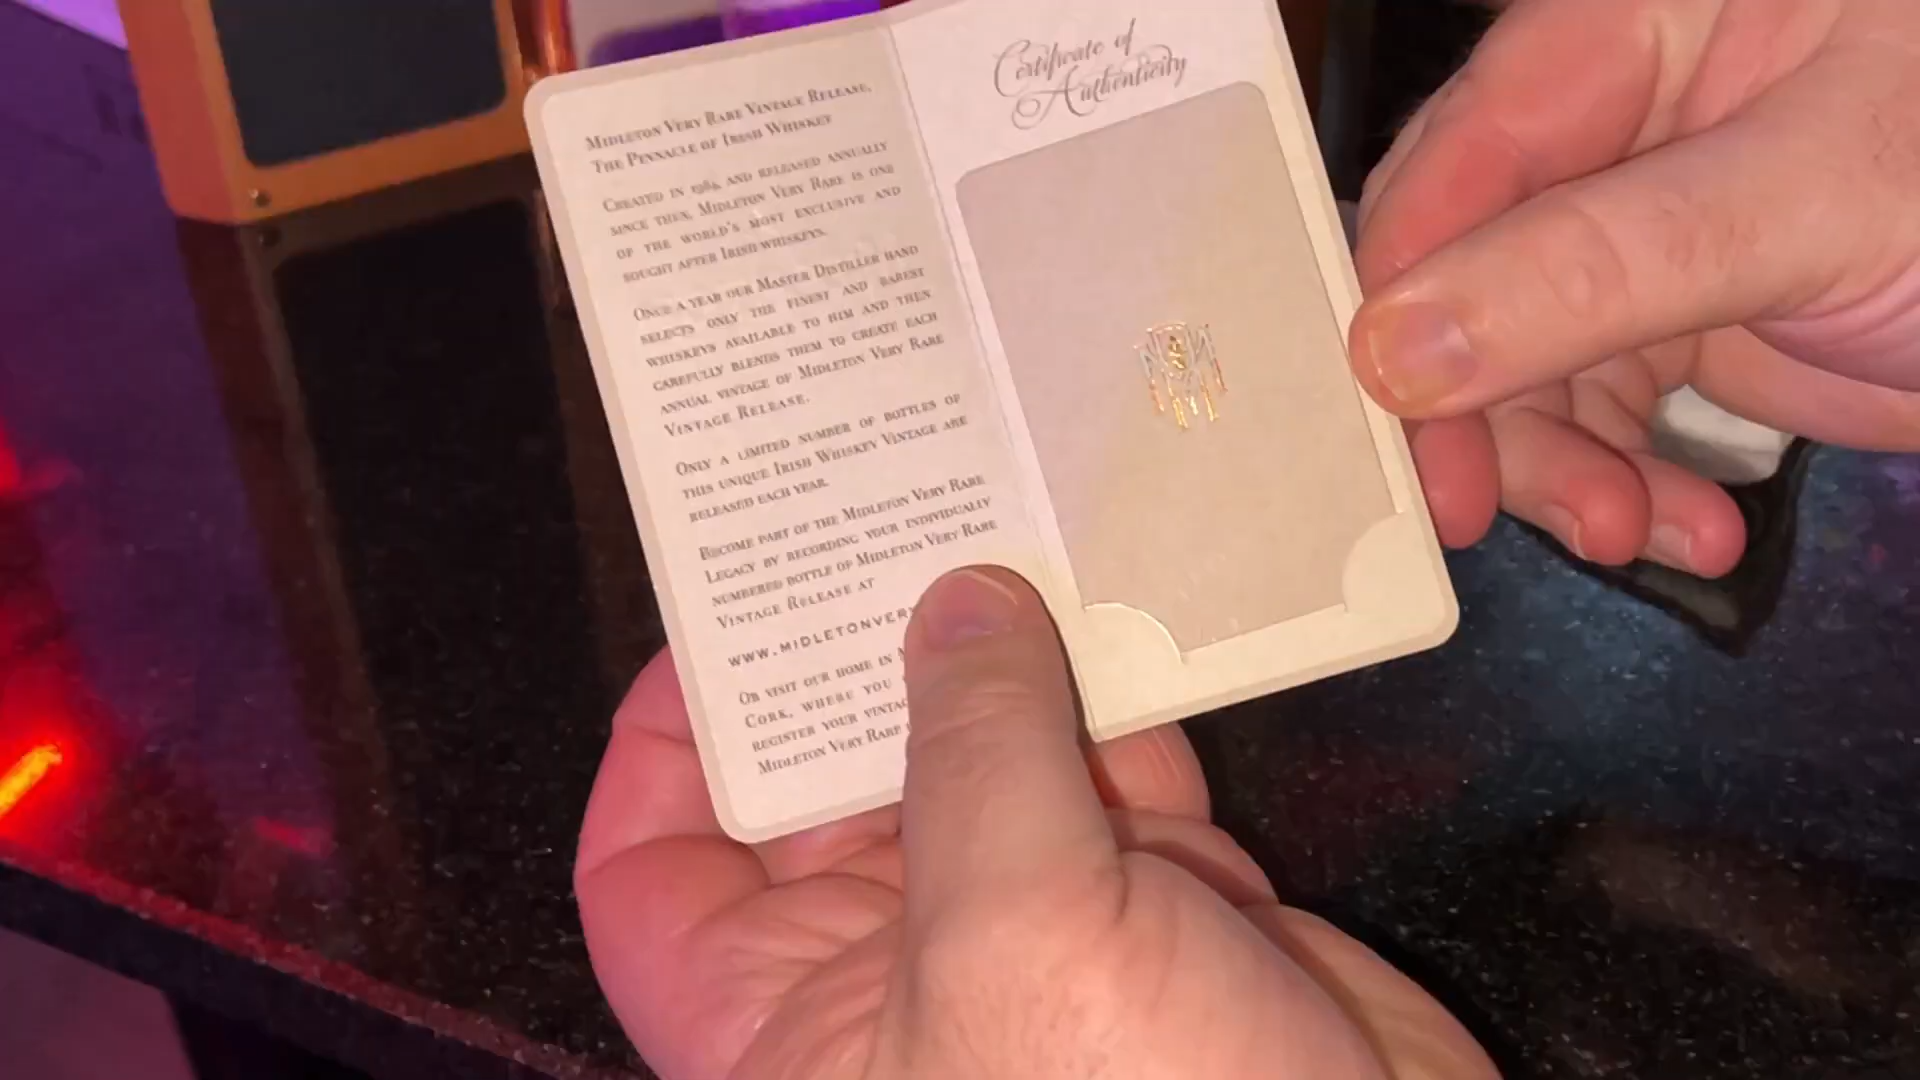 Midleton Very Rare Vintage Release,
The Pinnacle of Irish Whiskey
Created in 1984, and released annually
since then, Midleton Very Rare is one
of the world's most exclusive and
sought after Irish whiskeys.
Once a year our Master Distiller hand
selects only the finest and rarest
whiskeys available to him and then
carefully blends them to create each
annual vintage of Midleton Very Rare
Vintage Release.
Only a limited number of bottles of
this unique Irish Whiskey Vintage are
released each year.
Become part of the Midleton Very Rare
Legacy by recording your individually
numbered bottle of Midleton Very Rare
Vintage Release at
www.midletonver
Or visit our home in
Cork, where you
register your vintag
Midleton Very Rare
Certificate of
Authenticity